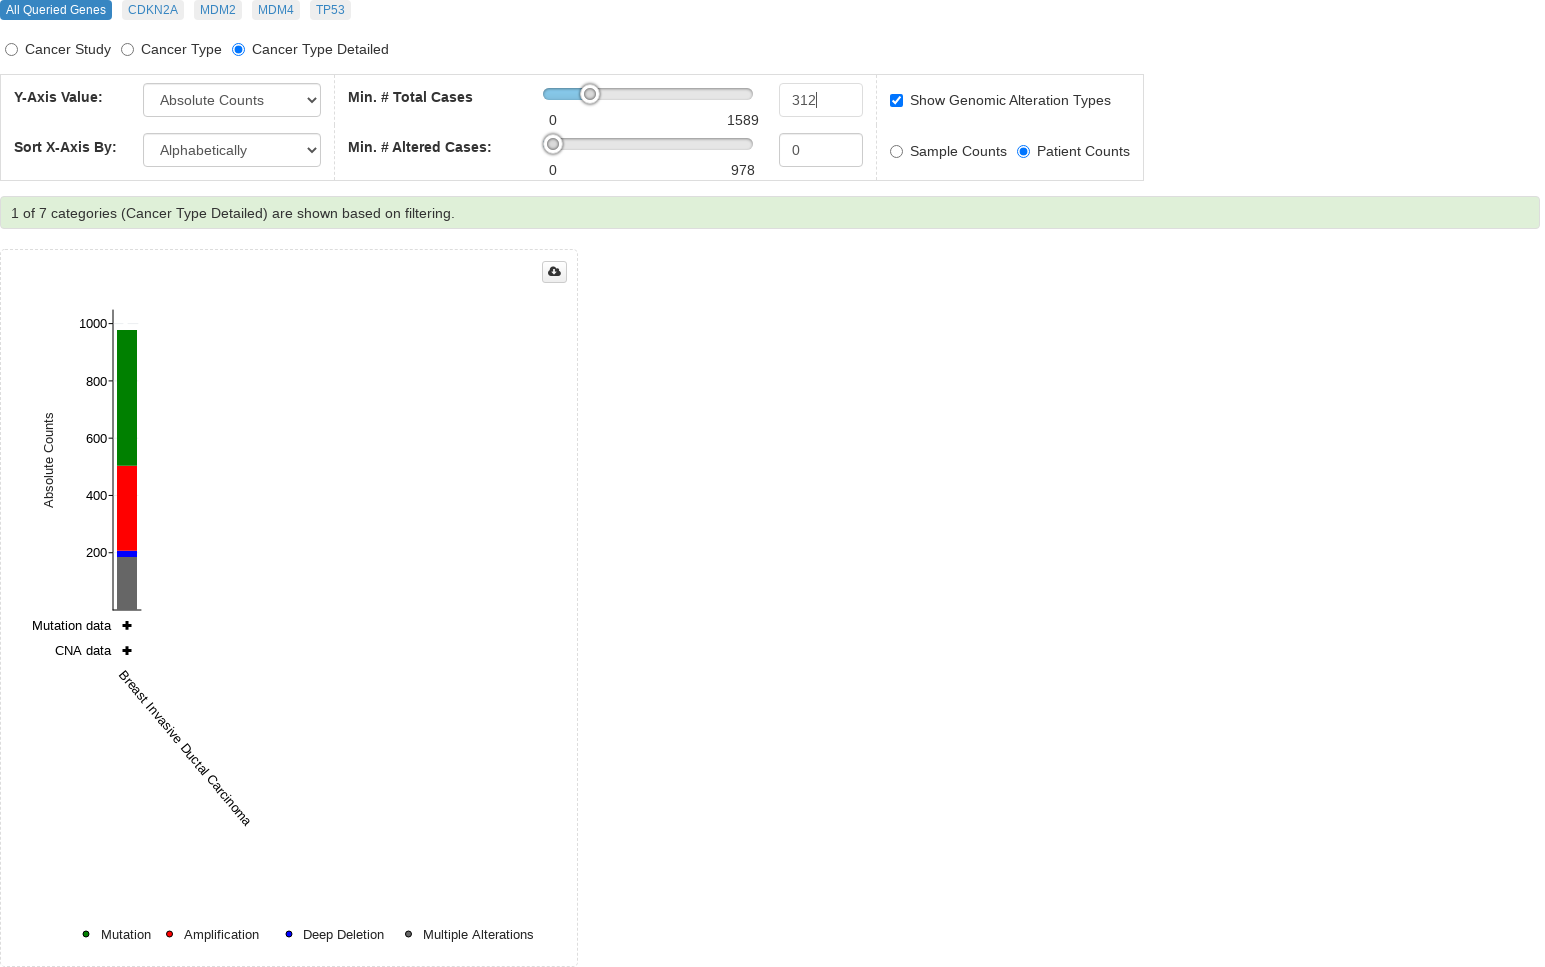 All Queried Genes CDKN2A MDM2 MDM4 TP53
Cancer Study Cancer Type Cancer Type Detailed
Y-Axis Value: Absolute Counts Min. # Total Cases 312 Show Genomic Alteration Types
0 1589
Sort X-Axis By: Alphabetically Min. # Altered Cases: 0 Sample Counts Patient Counts
0 978
1 of 7 categories (Cancer Type Detailed) are shown based on filtering.
1000
800
600
400
200
Absolute Counts
Mutation data
CNA data
Breast Invasive Ductal Carcinoma
Mutation Amplification Deep Deletion Multiple Alterations